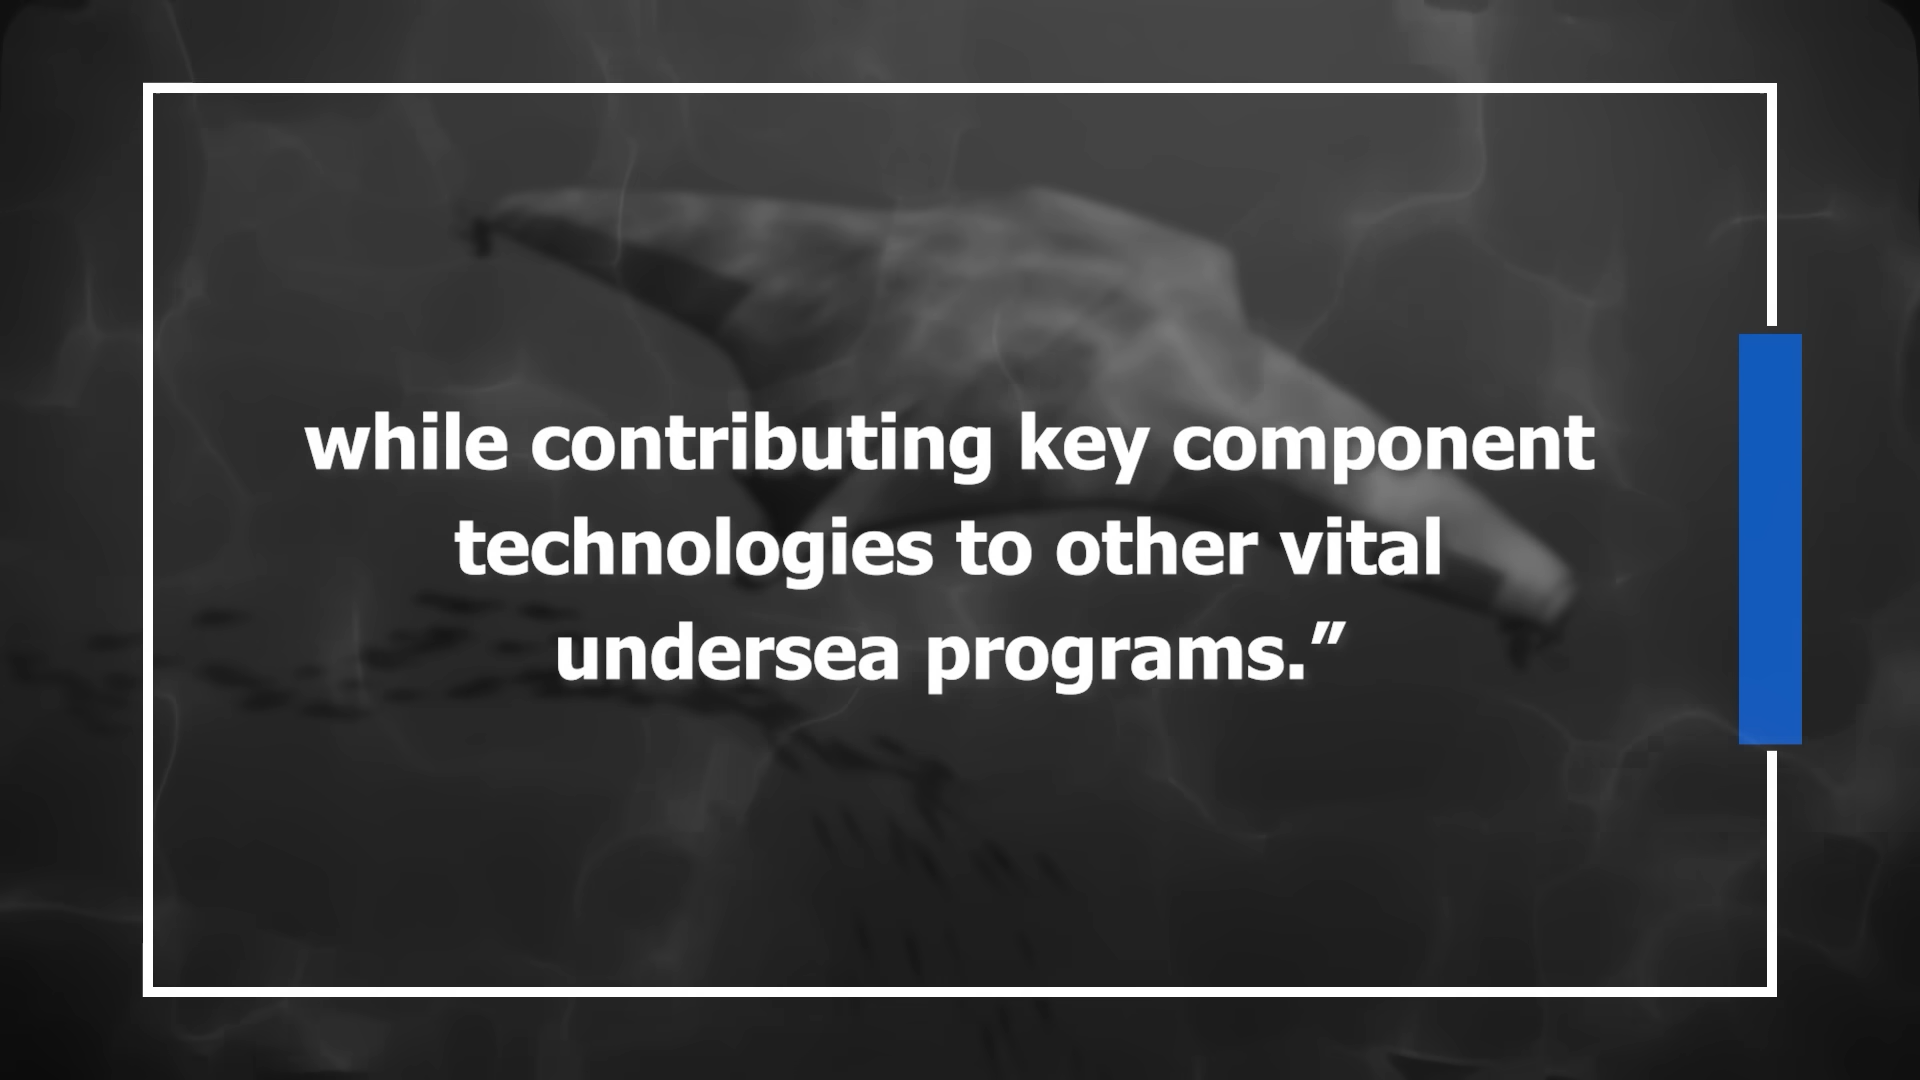 while contributing key component
technologies to other vital
undersea programs.”